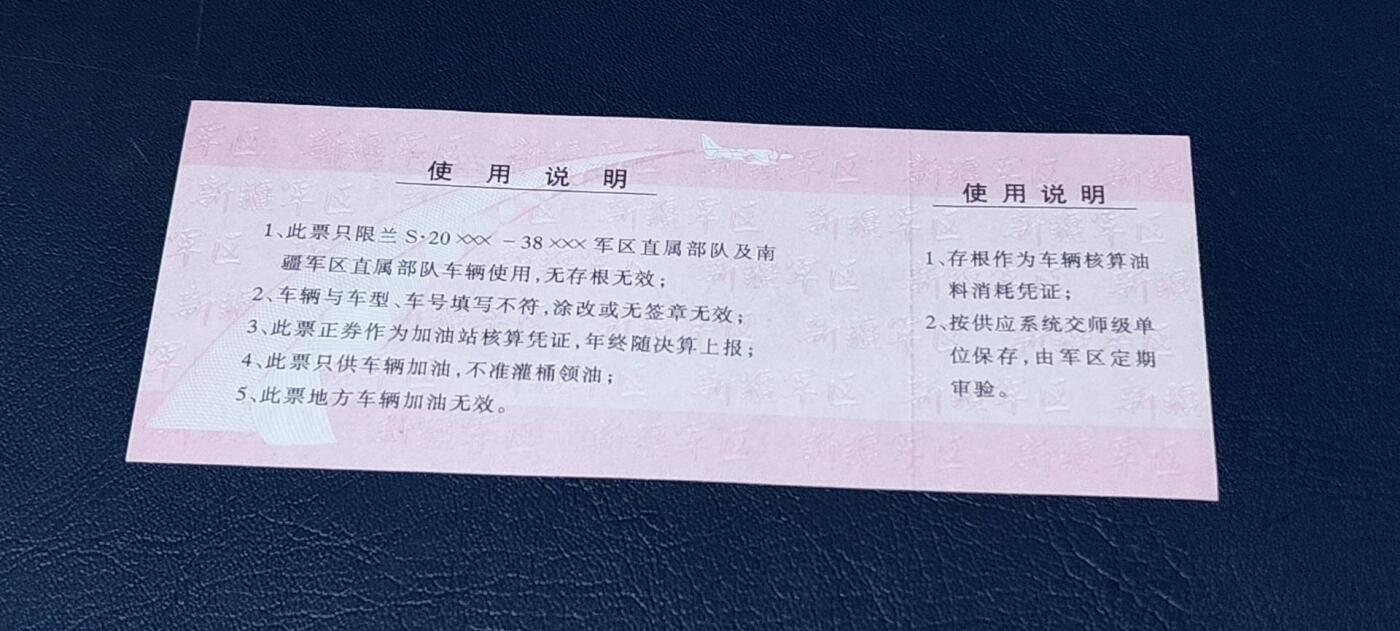 使用说明
1、此票只限兰 S·20××× -38×××军区直属部队及南
疆军区直属部队车辆使用,无存根无效;
2、车辆与车型、车号填写不符,涂改或无签章无效;
3、此票正券作为加油站核算凭证,年终随决算上报;
4、此票只供车辆加油,不准灌桶领油;
5、此票地方车辆加油无效。
使用说明
1、存根作为车辆核算油
料消耗凭证;
2、按供应系统交师级单
位保存,由军区定期
审验。
新疆军区